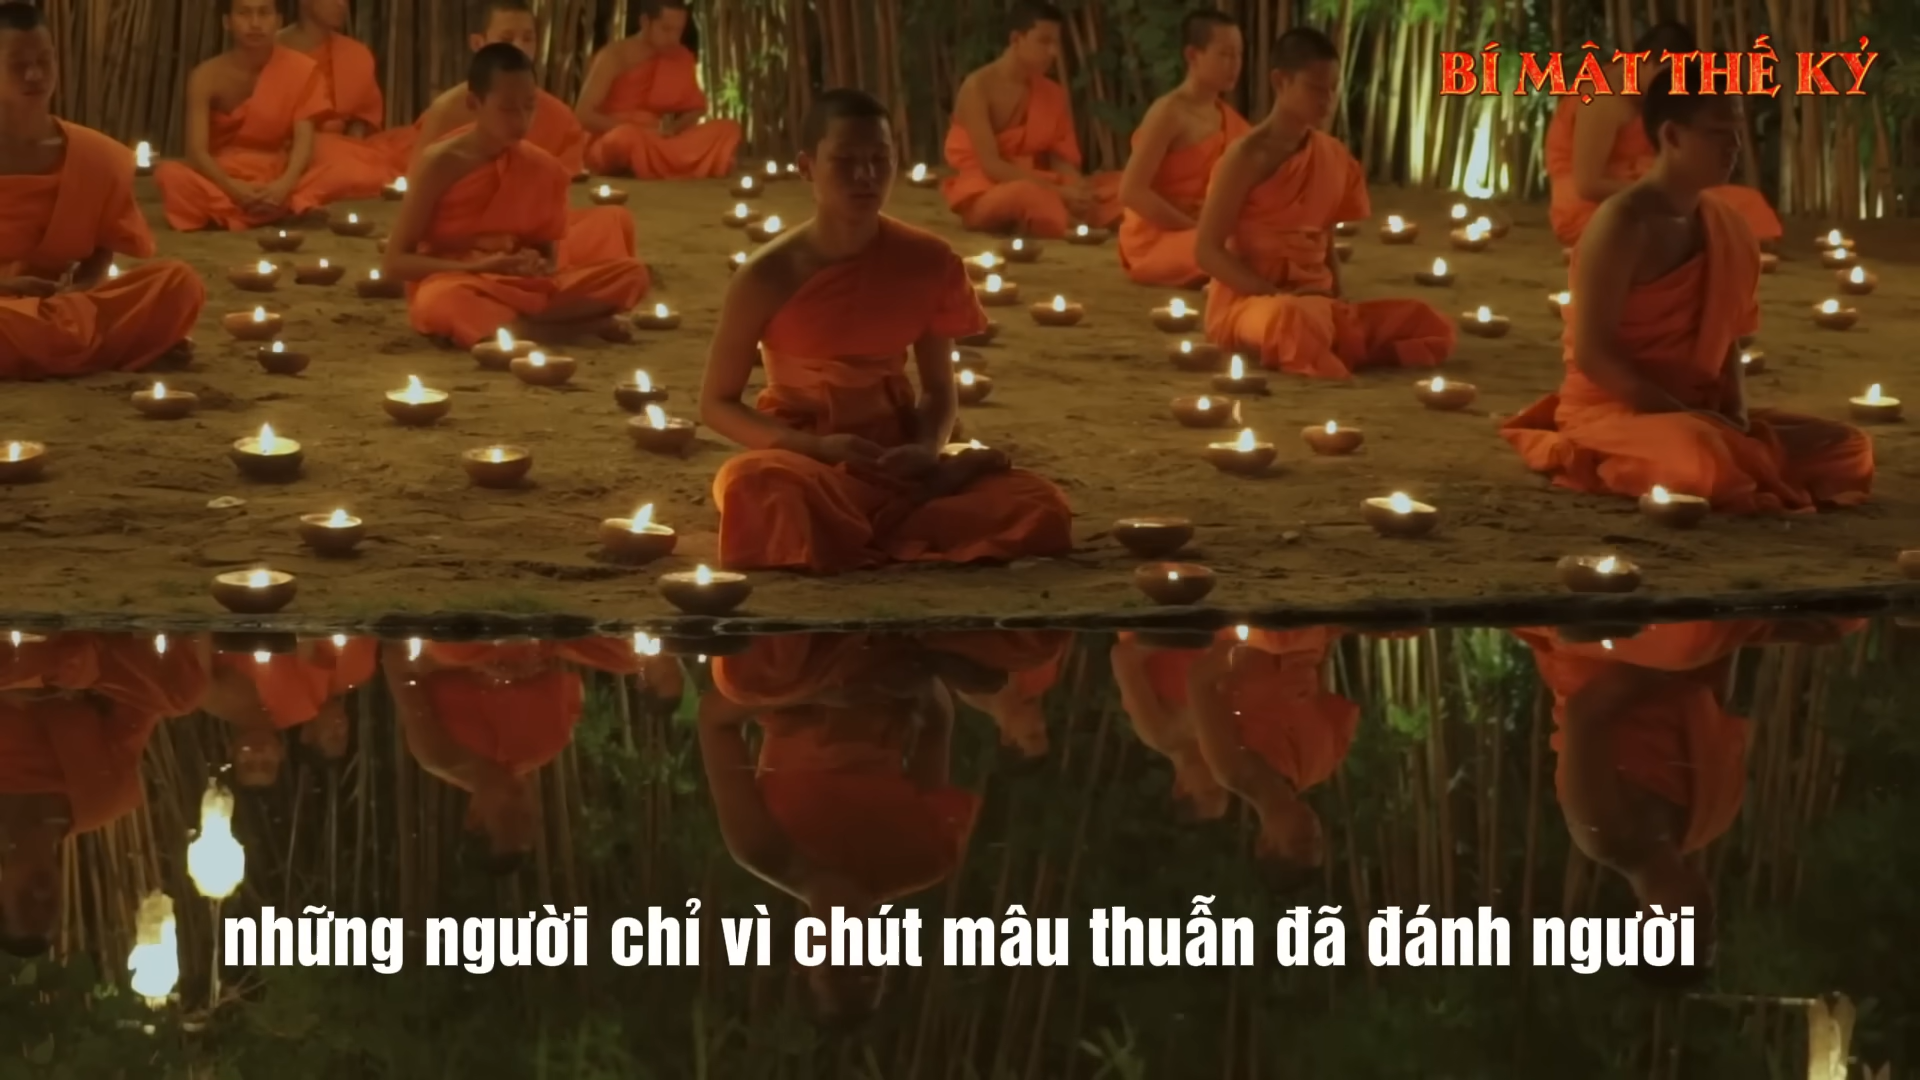 BÍ MẬT THẾ KỶ
những người chỉ vì chút mâu thuẫn đã đánh người